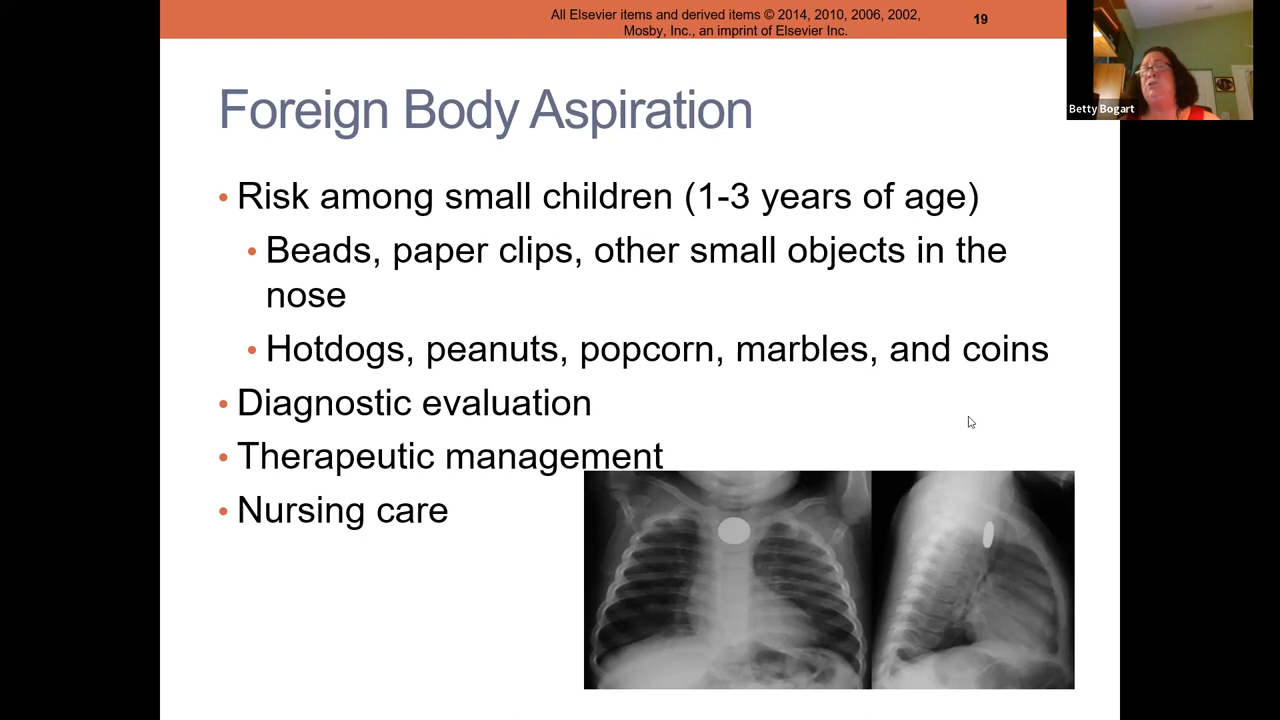 All Elsevier items and derived items © 2014, 2010, 2006, 2002,
Mosby, Inc., an imprint of Elsevier Inc.
19
Betty Bogart
Foreign Body Aspiration
• Risk among small children (1-3 years of age)
• Beads, paper clips, other small objects in the
nose
• Hotdogs, peanuts, popcorn, marbles, and coins
• Diagnostic evaluation
• Therapeutic management
• Nursing care